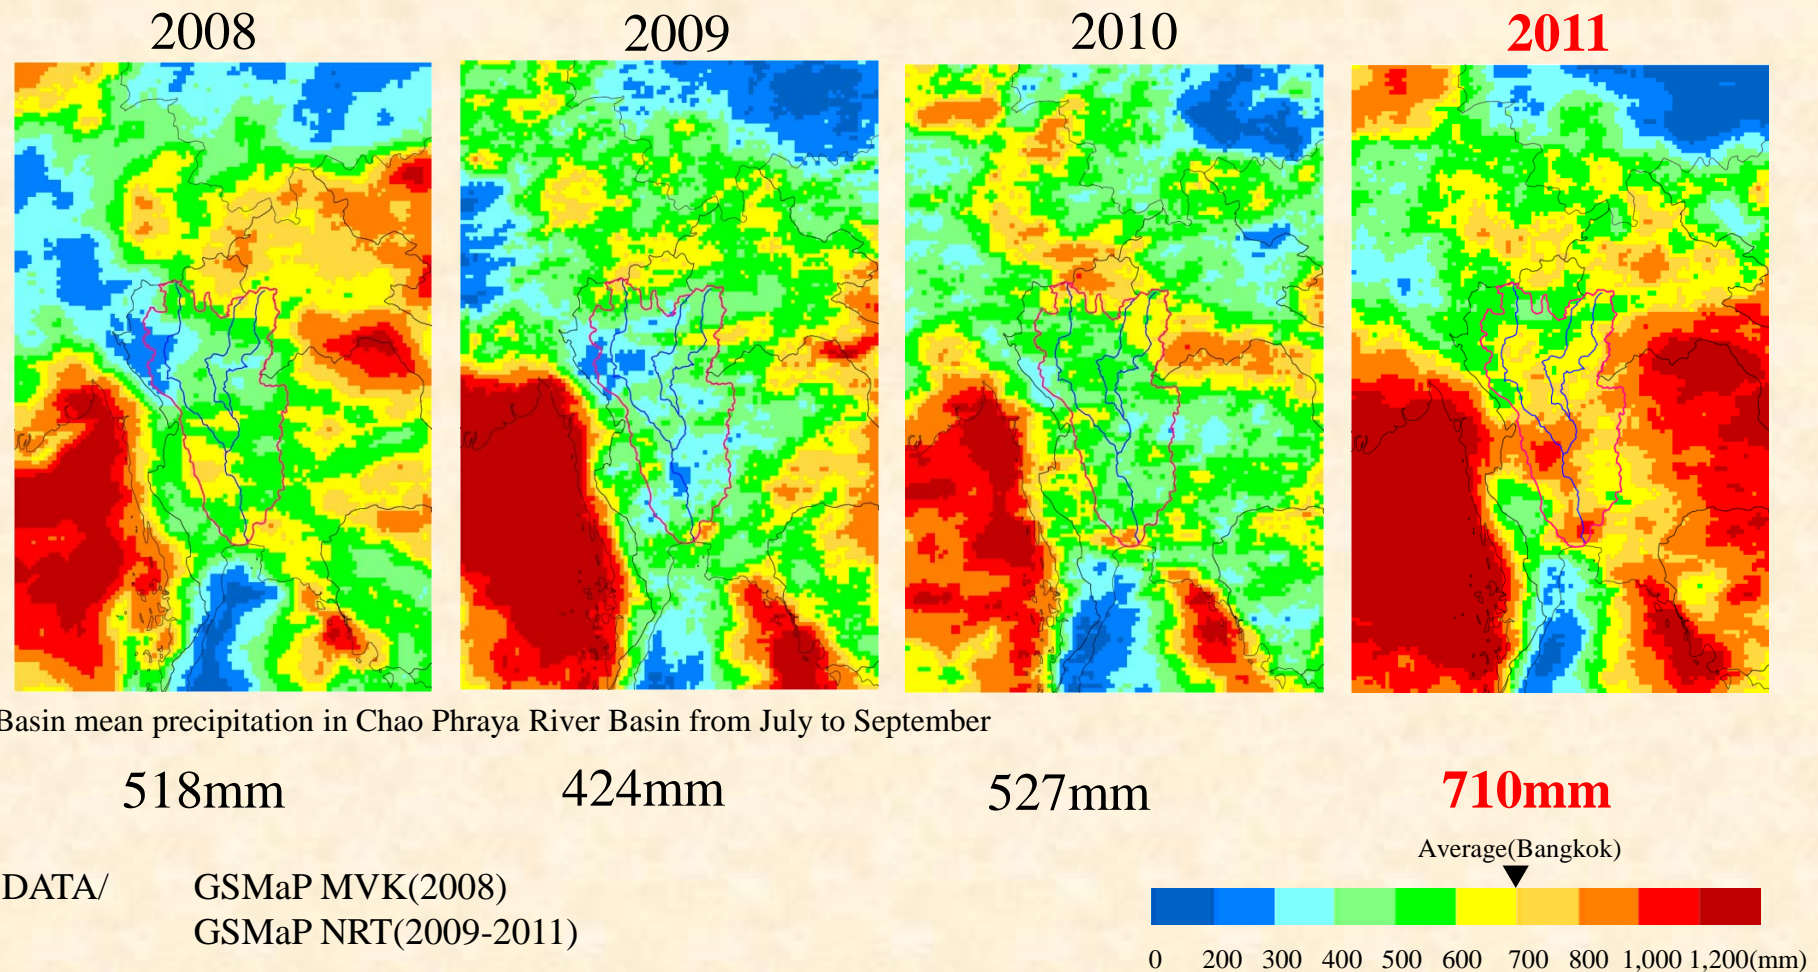 2008 2009 2010 2011
Basin mean precipitation in Chao Phraya River Basin from July to September
518mm 424mm 527mm 710mm
Average(Bangkok)
DATA/ GSMaP MVK(2008)
GSMaP NRT(2009-2011)
0 200 300 400 500 600 700 800 1,000 1,200(mm)